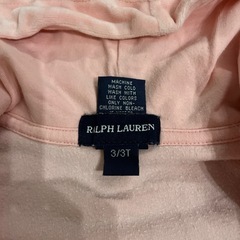 MACHINE
WASH COLD
WASH WITH
LIKE COLORS
ONLY NON-
CHLORINE BLEACH
RALPH LAUREN
3/3T